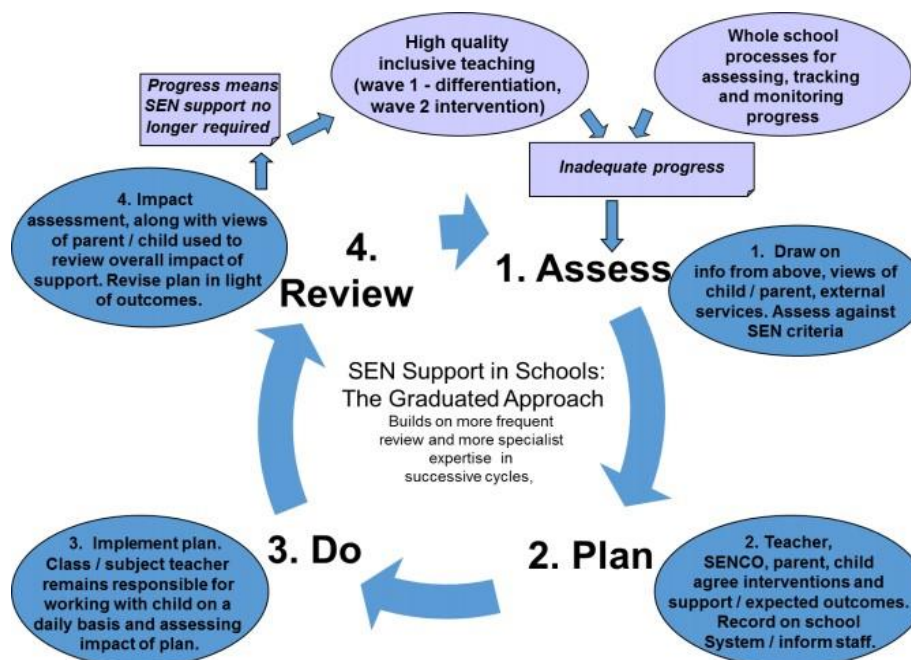 High quality
inclusive teaching
(wave 1 - differentiation,
wave 2 intervention)
Whole school
processes for
assessing, tracking
and monitoring
progress
Progress means
SEN support no
longer required
Inadequate progress
4. Impact
assessment, along with views
of parent / child used to
review overall impact of
support. Revise plan in light
of outcomes.
4.
Review
1. Assess
1. Draw on
info from above, views of
child / parent, external
services. Assess against
SEN criteria
SEN Support in Schools:
The Graduated Approach
Builds on more frequent
review and more specialist
expertise in
successive cycles,
3. Do
2. Plan
3. Implement plan.
Class / subject teacher
remains responsible for
working with child on a
daily basis and assessing
impact of plan.
2. Teacher,
SENCO, parent, child
agree interventions and
support / expected outcomes.
Record on school
System / inform staff.